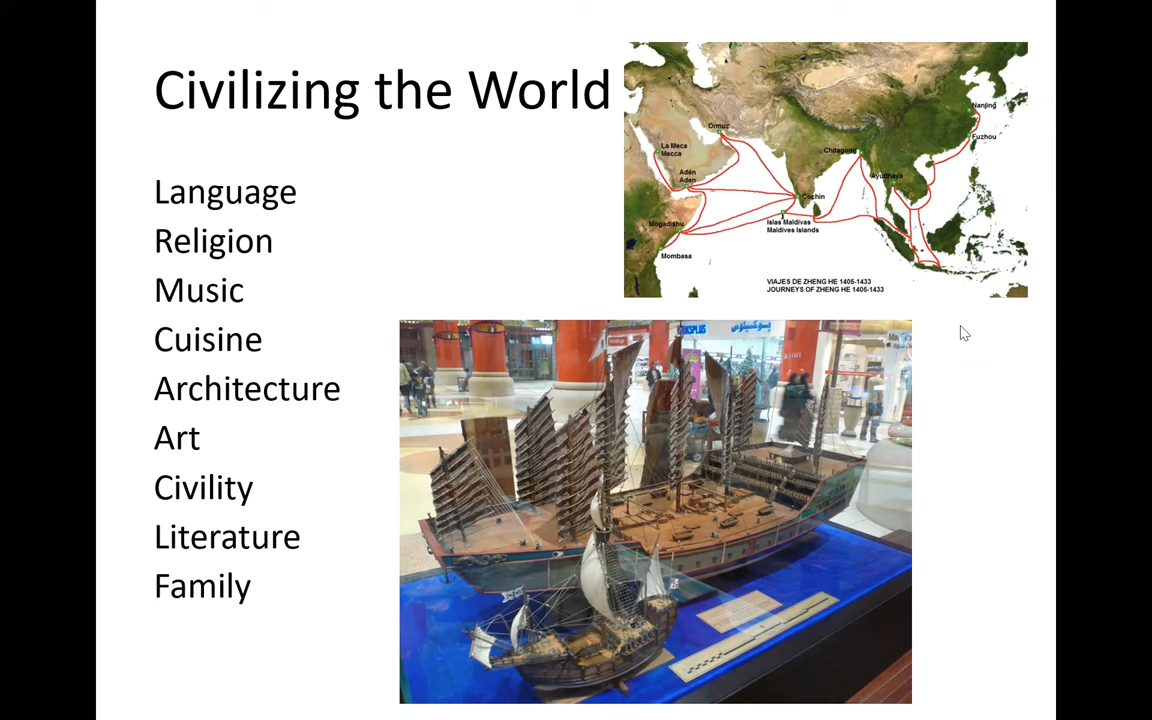 Civilizing the World
Language
Religion
Music
Cuisine
Architecture
Art
Civility
Literature
Family
Nanjing
Fuzhou
Ormuz
La Meca
Mecca
Chitagong
Adén
Aden
Ayutthaya
Cochin
Islas Maldivas
Maldives Islands
Mogadishu
Mombasa
VIAJES DE ZHENG HE 1405-1433
JOURNEYS OF ZHENG HE 1405-1433